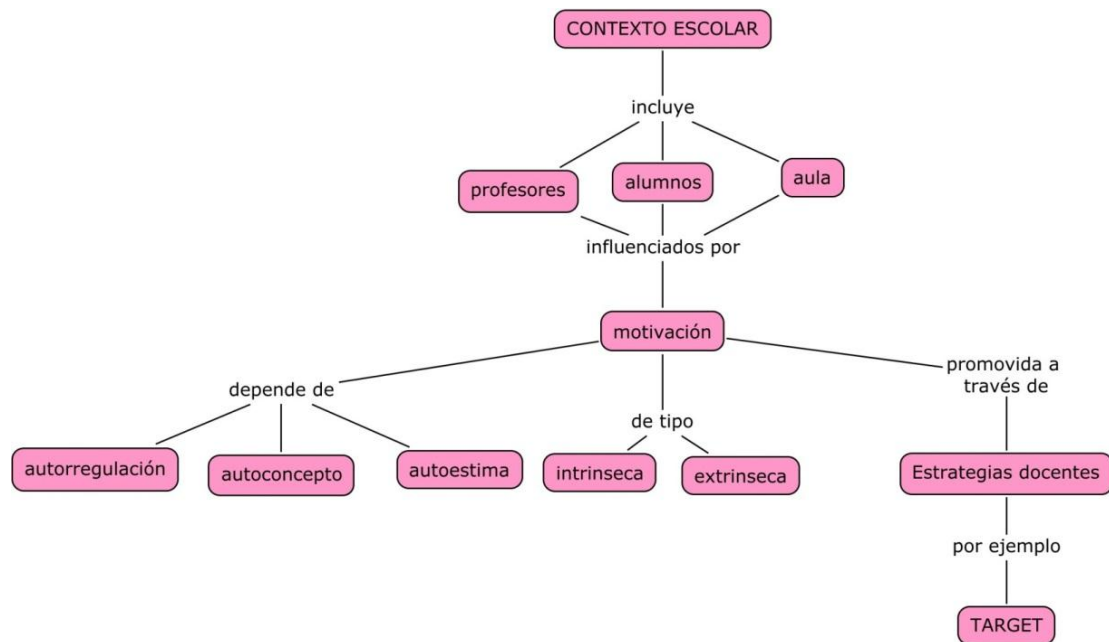 CONTEXTO ESCOLAR
incluye
profesores
alumnos
aula
influenciados por
motivación
depende de
de tipo
promovida a
través de
autorregulación
autoconcepto
autoestima
intrinseca
extrinseca
Estrategias docentes
por ejemplo
TARGET